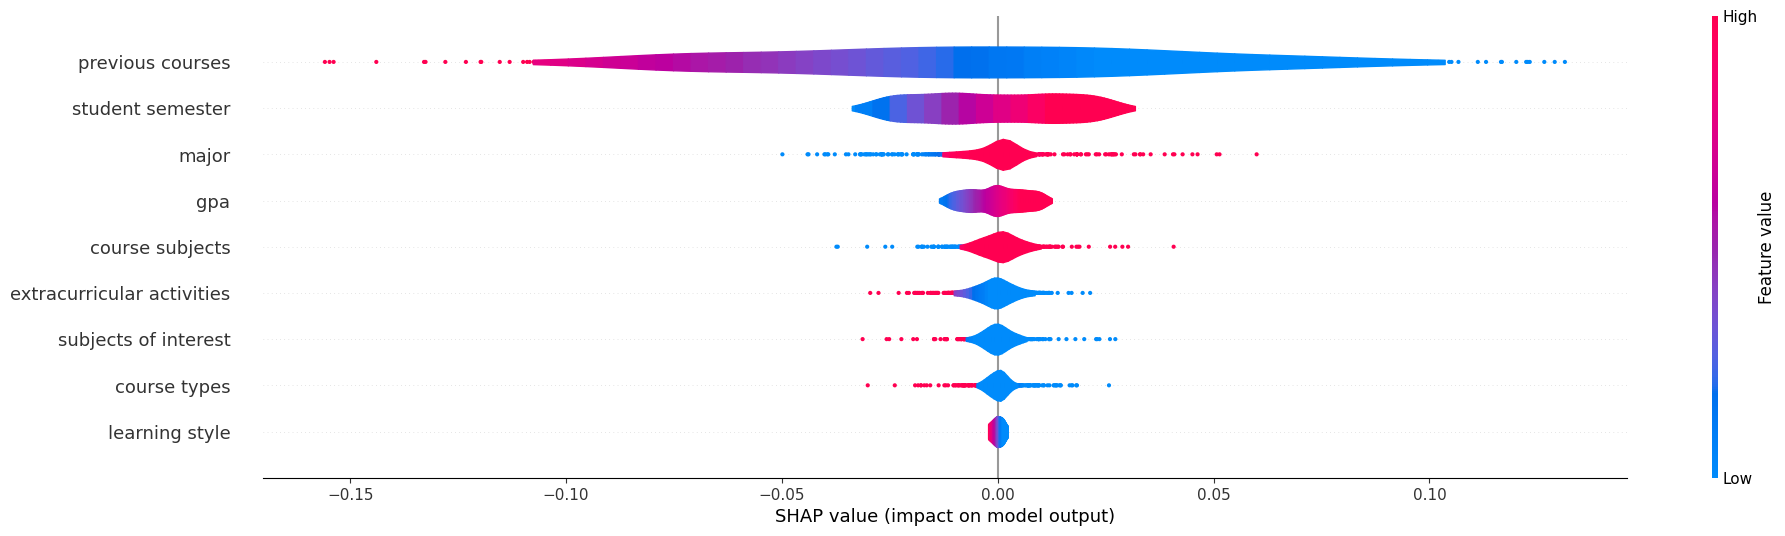 High
previous courses
student semester
major
gpa
course subjects
extracurricular activities
subjects of interest
course types
learning style
Feature value
Low
−0.15 −0.10 −0.05 0.00 0.05 0.10
SHAP value (impact on model output)